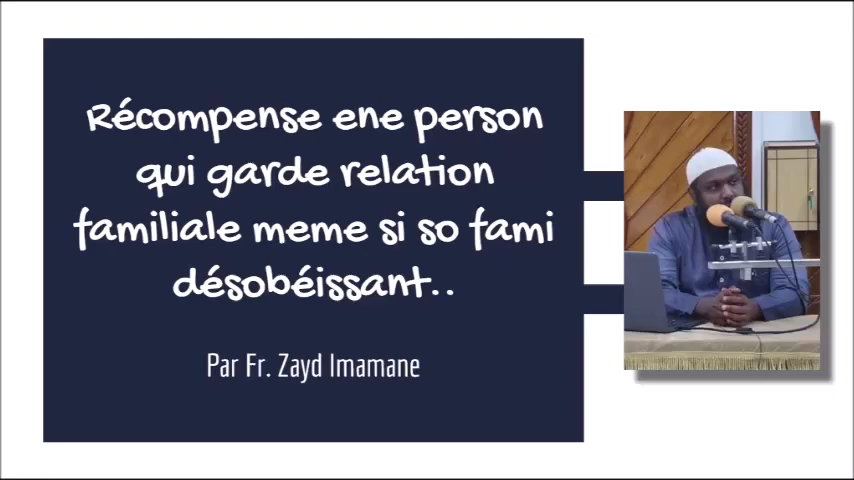 Récompense ene person
qui garde relation
familiale meme si so fami
désobéissant..
Par Fr. Zayd Imamane